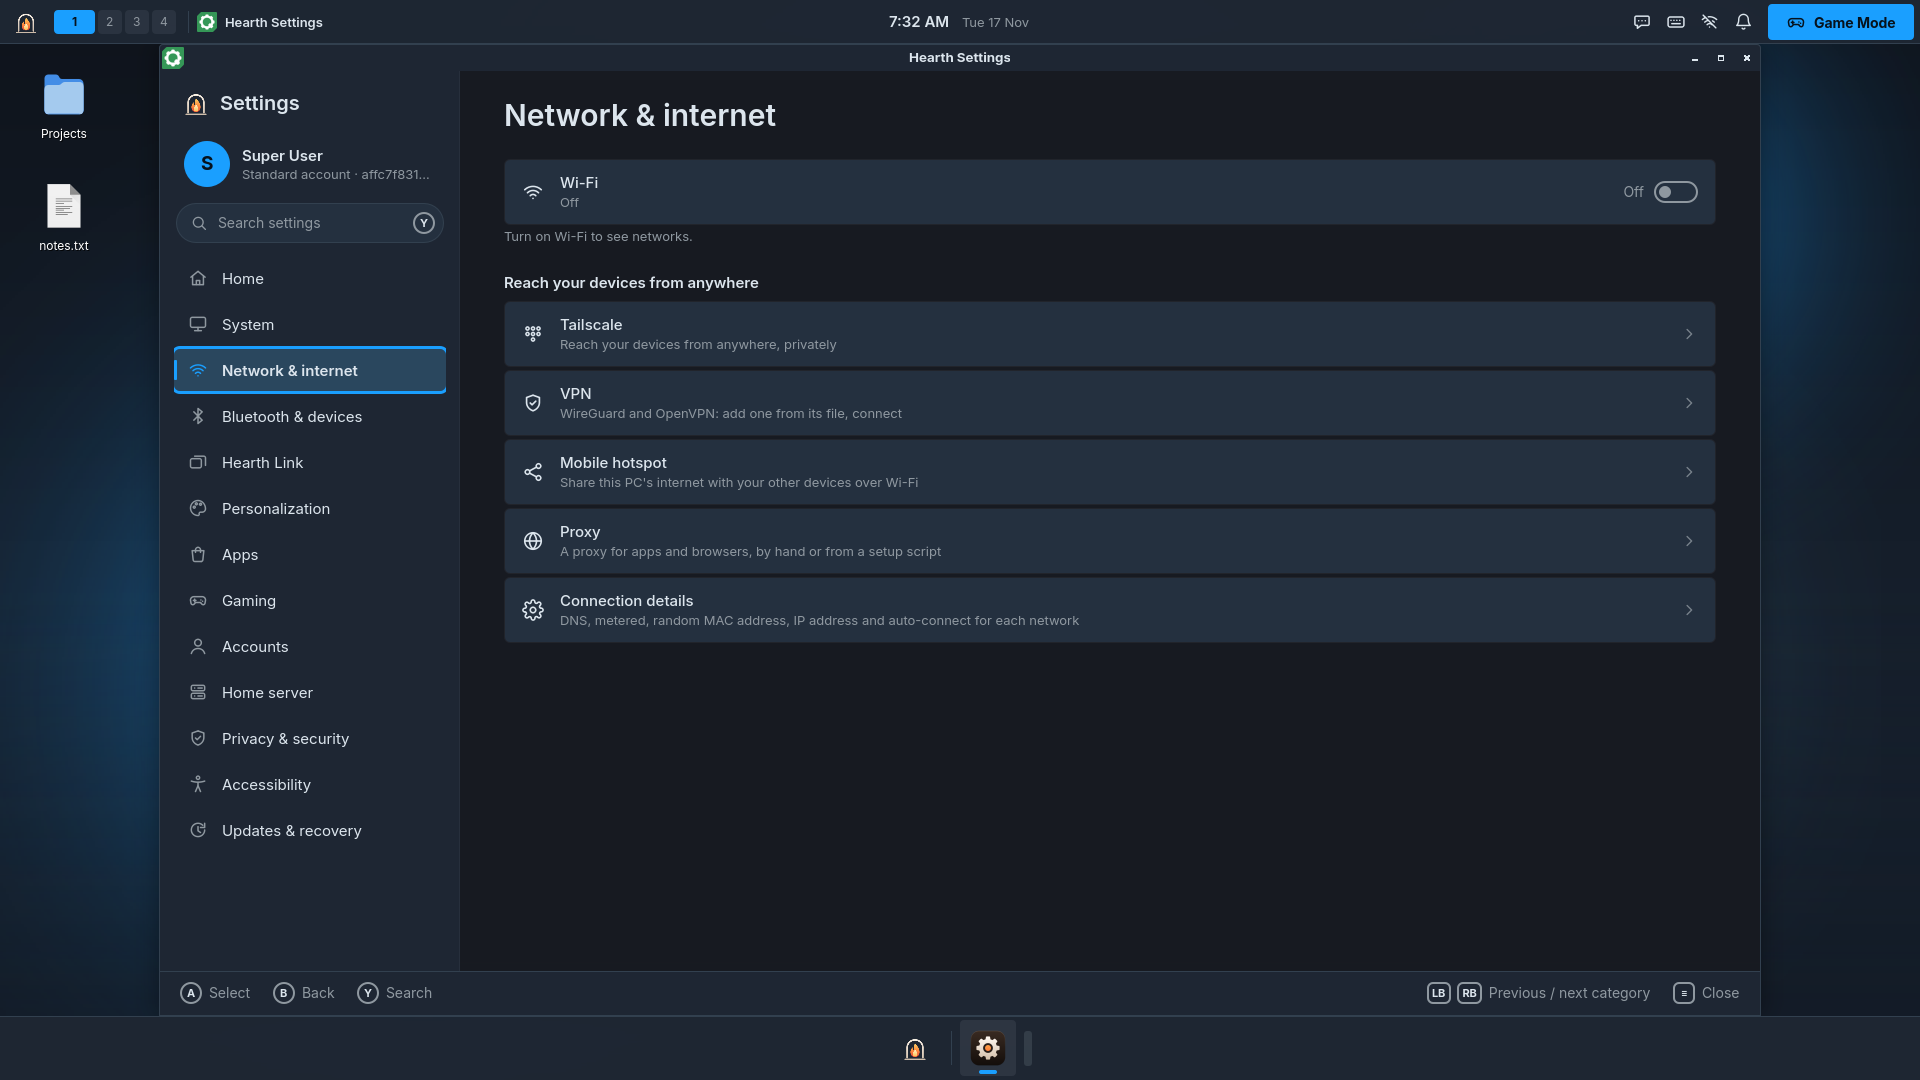 1 2 3 4 Hearth Settings 7:32 AM Tue 17 Nov Game Mode
Hearth Settings
Projects
notes.txt
Settings
S
Super User
Standard account · affc7f831...
Search settings Y
Home
System
Network & internet
Bluetooth & devices
Hearth Link
Personalization
Apps
Gaming
Accounts
Home server
Privacy & security
Accessibility
Updates & recovery
Network & internet
Wi-Fi
Off
Off
Turn on Wi-Fi to see networks.
Reach your devices from anywhere
Tailscale
Reach your devices from anywhere, privately
VPN
WireGuard and OpenVPN: add one from its file, connect
Mobile hotspot
Share this PC's internet with your other devices over Wi-Fi
Proxy
A proxy for apps and browsers, by hand or from a setup script
Connection details
DNS, metered, random MAC address, IP address and auto-connect for each network
A Select B Back Y Search LB RB Previous / next category ≡ Close